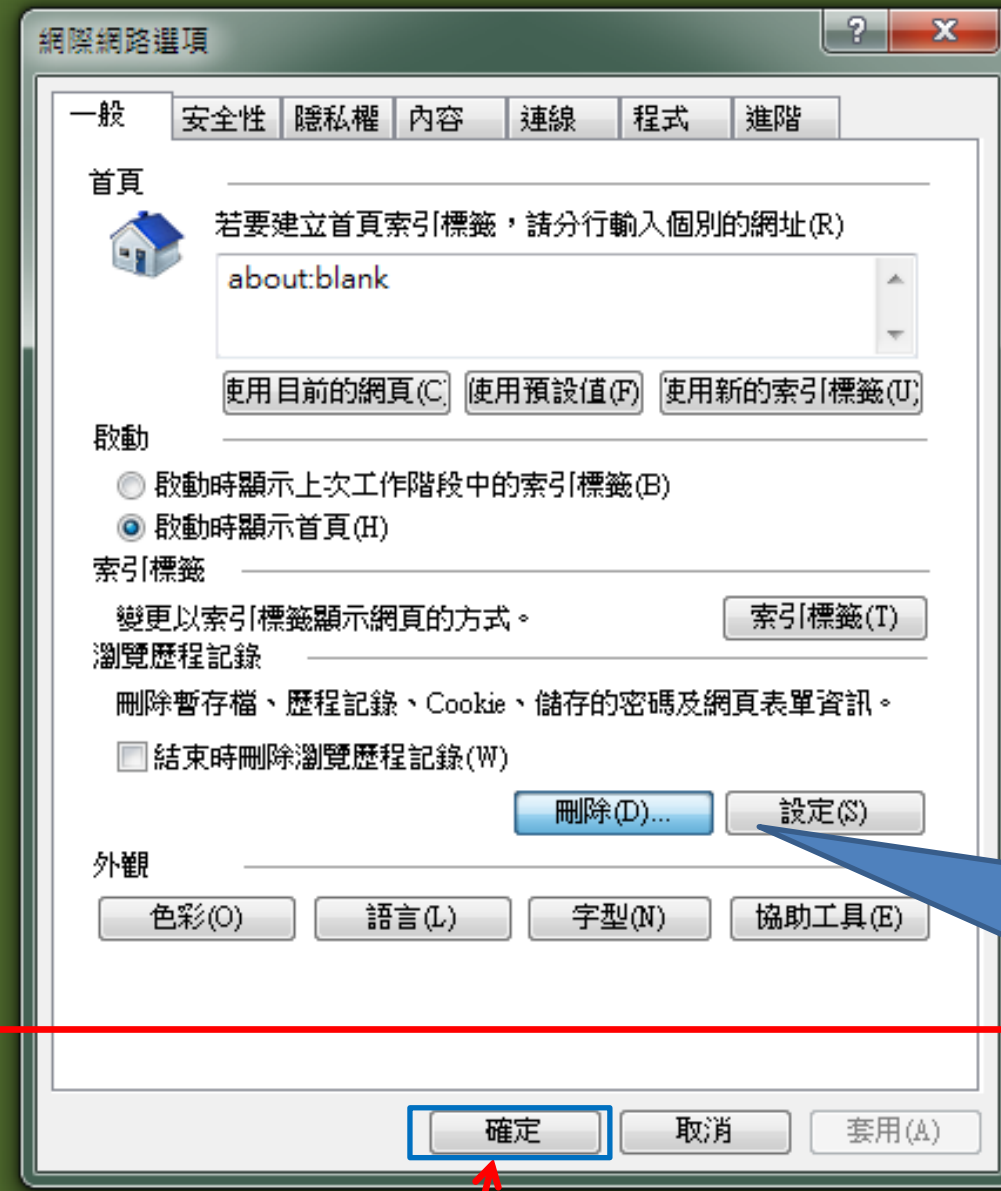 網際網路選項
一般 安全性 隱私權 內容 連線 程式 進階
首頁
若要建立首頁索引標籤，請分行輸入個別的網址(R)
about:blank
使用目前的網頁(C) 使用預設值(F) 使用新的索引標籤(U)
啟動
啟動時顯示上次工作階段中的索引標籤(B)
啟動時顯示首頁(H)
索引標籤
變更以索引標籤顯示網頁的方式。 索引標籤(T)
瀏覽歷程記錄
刪除暫存檔、歷程記錄、Cookie、儲存的密碼及網頁表單資訊。
結束時刪除瀏覽歷程記錄(W)
刪除(D)... 設定(S)
外觀
色彩(O) 語言(L) 字型(N) 協助工具(E)
確定 取消 套用(A)